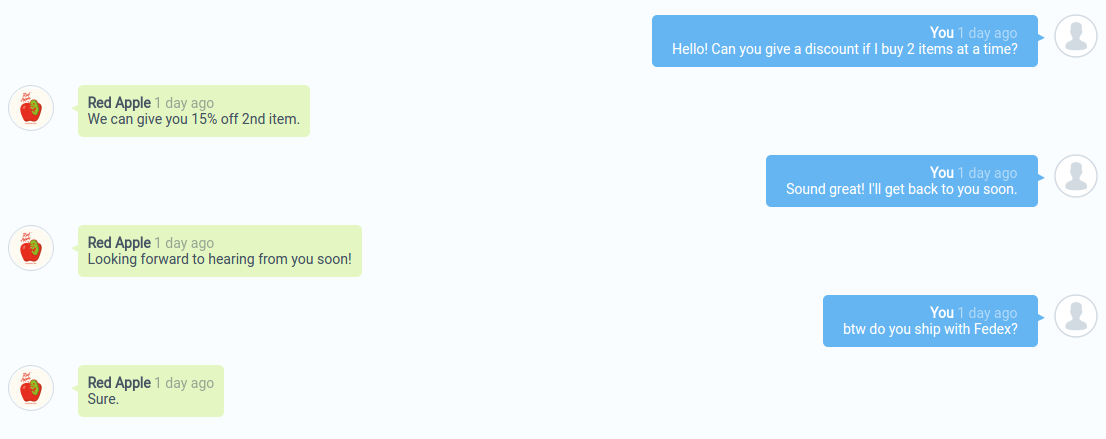 You 1 day ago
Hello! Can you give a discount if I buy 2 items at a time?
Red Apple 1 day ago
We can give you 15% off 2nd item.
You 1 day ago
Sound great! I'll get back to you soon.
Red Apple 1 day ago
Looking forward to hearing from you soon!
You 1 day ago
btw do you ship with Fedex?
Red Apple 1 day ago
Sure.